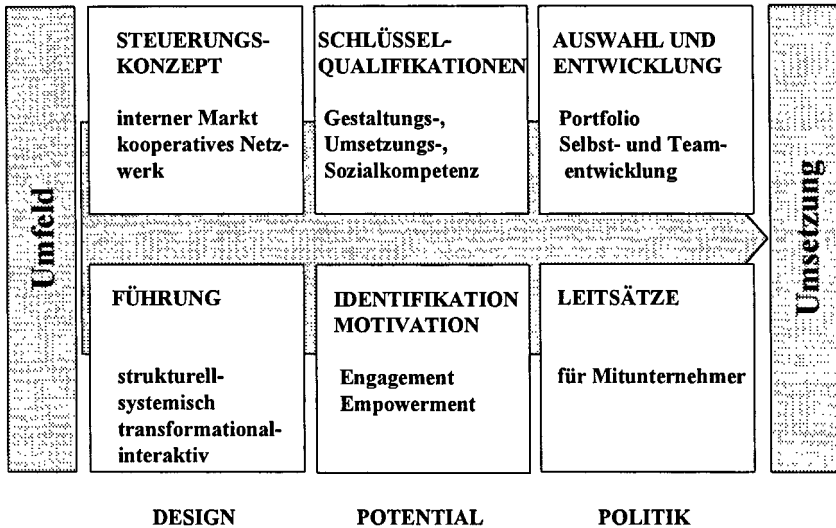 Umfeld
STEUERUNGS-
KONZEPT
interner Markt
kooperatives Netz-
werk
SCHLÜSSEL-
QUALIFIKATIONEN
Gestaltungs-,
Umsetzungs-,
Sozialkompetenz
AUSWAHL UND
ENTWICKLUNG
Portfolio
Selbst- und Team-
entwicklung
FÜHRUNG
strukturell-
systemisch
transformational-
interaktiv
IDENTIFIKATION
MOTIVATION
Engagement
Empowerment
LEITSÄTZE
für Mitunternehmer
Umsetzung
DESIGN
POTENTIAL
POLITIK